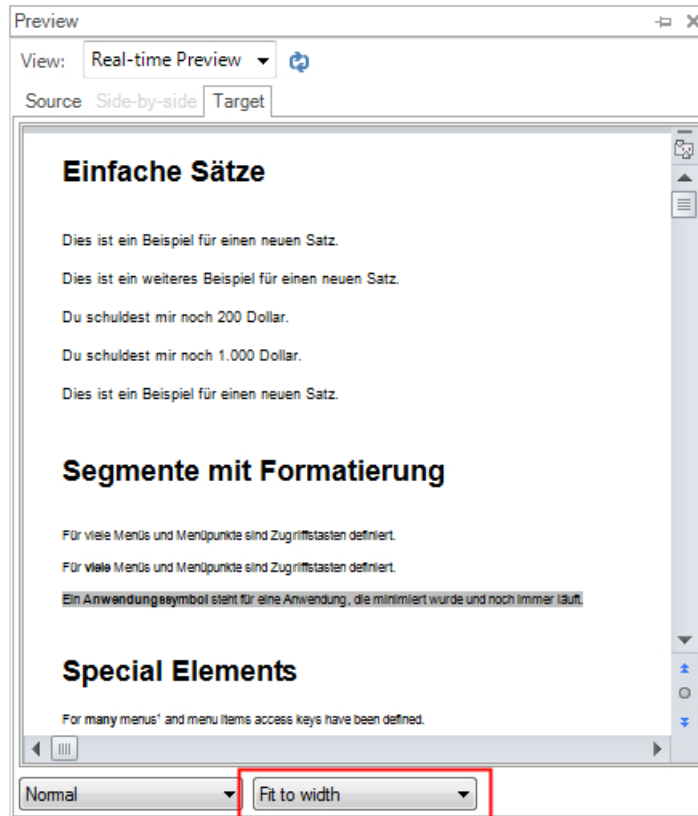 Preview
View: Real-time Preview
Source Side-by-side Target
Einfache Sätze
Dies ist ein Beispiel für einen neuen Satz.
Dies ist ein weiteres Beispiel für einen neuen Satz.
Du schuldest mir noch 200 Dollar.
Du schuldest mir noch 1.000 Dollar.
Dies ist ein Beispiel für einen neuen Satz.
Segmente mit Formatierung
Für viele Menüs und Menüpunkte sind Zugriffstasten definiert.
Für viele Menüs und Menüpunkte sind Zugriffstasten definiert.
Ein Anwendungssymbol steht für eine Anwendung, die minimiert wurde und noch immer läuft.
Special Elements
For many menus* and menu items access keys have been defined.
Normal Fit to width